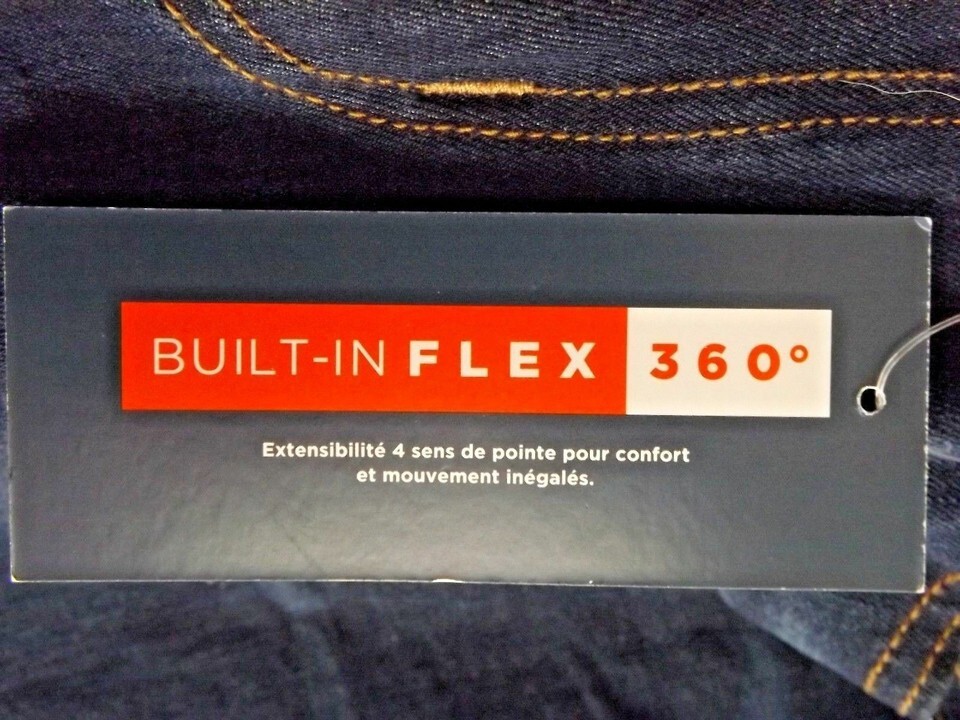 BUILT-IN FLEX 360°
Extensibilité 4 sens de pointe pour confort
et mouvement inégalés.